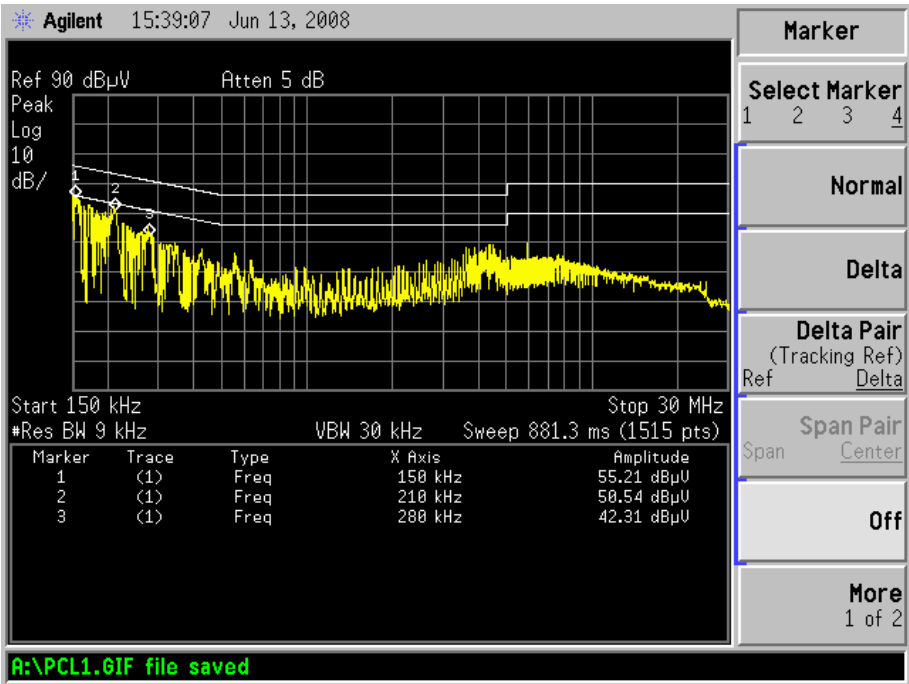 Agilent 15:39:07 Jun 13, 2008
Ref 90 dBµV Atten 5 dB
Peak
Log
10
dB/
1
2
3
Start 150 kHz Stop 30 MHz
#Res BW 9 kHz VBW 30 kHz Sweep 881.3 ms (1515 pts)
Marker Trace Type X Axis Amplitude
1 (1) Freq 150 kHz 55.21 dBµV
2 (1) Freq 210 kHz 50.54 dBµV
3 (1) Freq 280 kHz 42.31 dBµV
A:\PCL1.GIF file saved
Marker
Select Marker
1 2 3 4
Normal
Delta
Delta Pair
(Tracking Ref)
Ref Delta
Span Pair
Span Center
Off
More
1 of 2